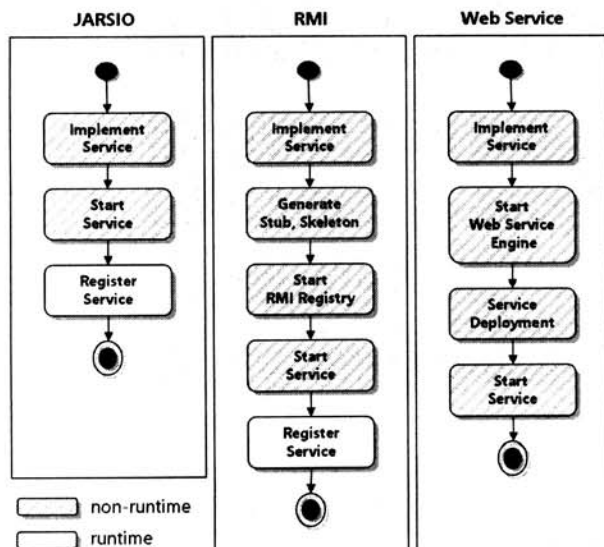 JARSIO
Implement
Service
Start
Service
Register
Service
RMI
Implement
Service
Generate
Stub, Skeleton
Start
RMI Registry
Start
Service
Register
Service
Web Service
Implement
Service
Start
Web Service
Engine
Service
Deployment
Start
Service
non-runtime
runtime